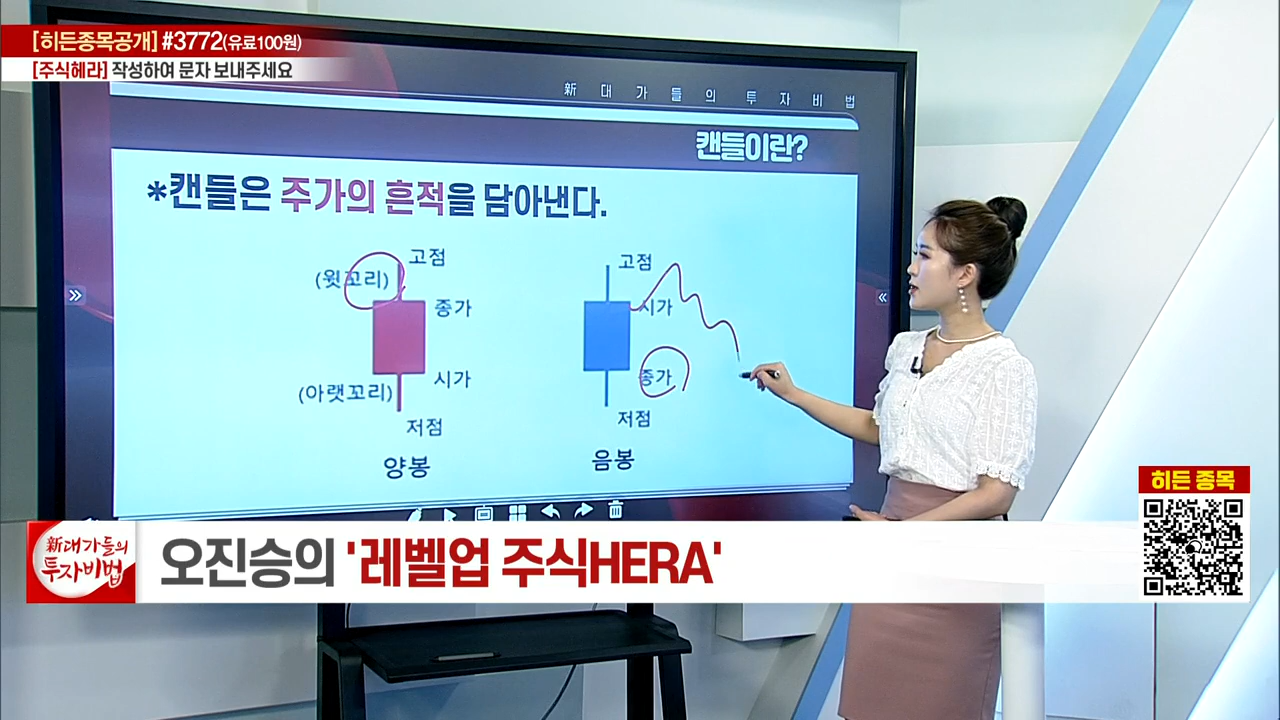 [히든종목공개] #3772(유료100원)
[주식헤라] 작성하여 문자 보내주세요
新 대 가 들 의 투 자 비 법
캔들이란?
*캔들은 주가의 흔적을 담아낸다.
고점
(윗꼬리)
종가
(아랫꼬리)
시가
저점
양봉
고점
시가
종가
저점
음봉
히든 종목
新대가들의
투자비법
오진승의 '레벨업 주식HERA'